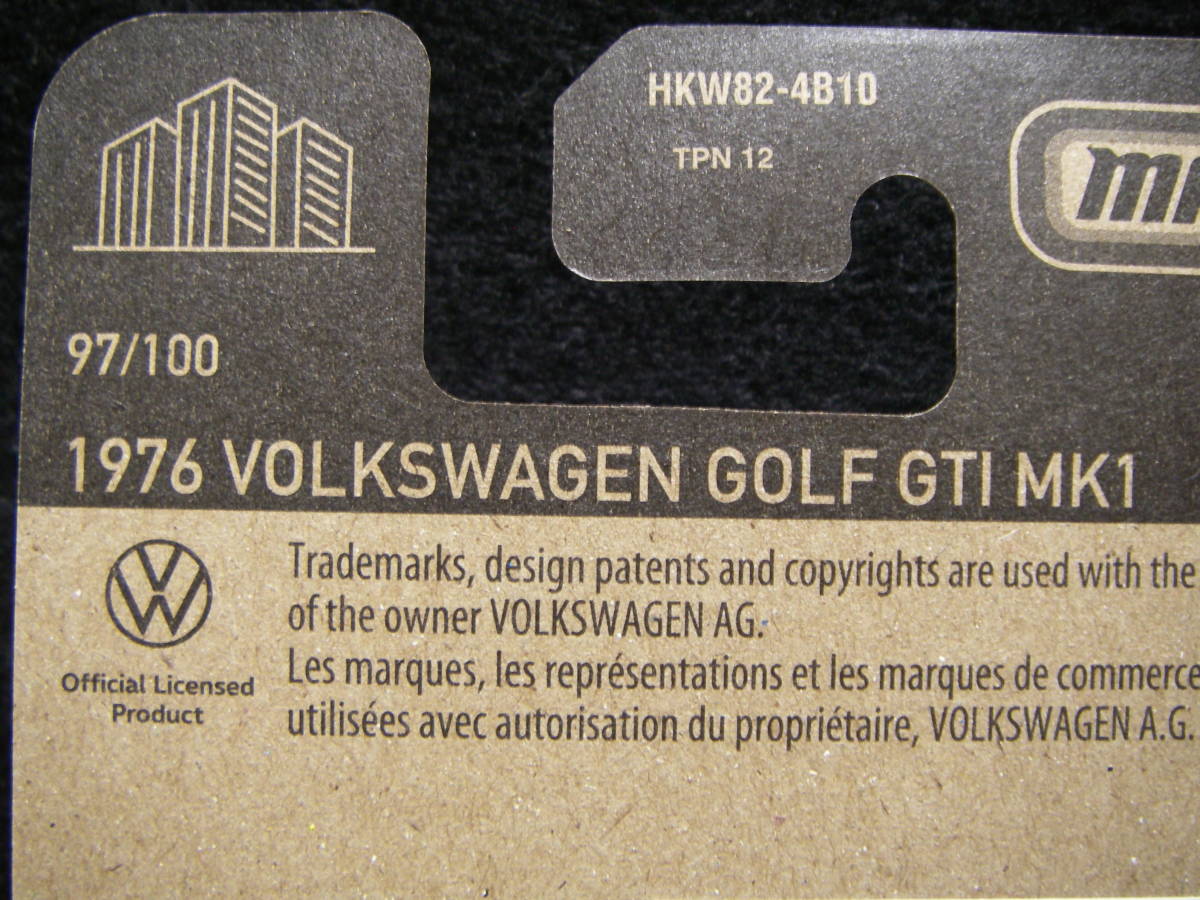 HKW82-4B10
TPN 12
97/100
1976 VOLKSWAGEN GOLF GTI MK1
Trademarks, design patents and copyrights are used with the
of the owner VOLKSWAGEN AG.
Les marques, les représentations et les marques de commerce
utilisées avec autorisation du propriétaire, VOLKSWAGEN A.G.
Official Licensed
Product